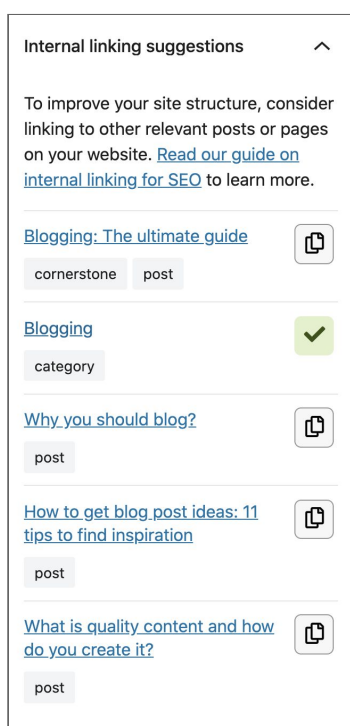 Internal linking suggestions
To improve your site structure, consider
linking to other relevant posts or pages
on your website. Read our guide on
internal linking for SEO to learn more.
Blogging: The ultimate guide
cornerstone post
Blogging
category
Why you should blog?
post
How to get blog post ideas: 11
tips to find inspiration
post
What is quality content and how
do you create it?
post